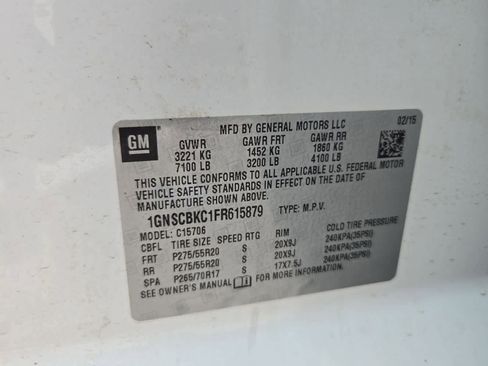 GM
MFD BY GENERAL MOTORS LLC 02/15
GVWR GAWR FRT GAWR RR
3221 KG 1452 KG 1860 KG
7100 LB 3200 LB 4100 LB
THIS VEHICLE CONFORMS TO ALL APPLICABLE U.S. FEDERAL MOTOR
VEHICLE SAFETY STANDARDS IN EFFECT ON THE DATE OF
MANUFACTURE SHOWN ABOVE.
1GNSCBKC1FR615879 TYPE: M.P.V.
MODEL: C15706
CBFL TIRE SIZE SPEED RTG RIM COLD TIRE PRESSURE
FRT P275/55R20 S 20X9J 240KPA(35PSI)
RR P275/55R20 S 20X9J 240KPA(35PSI)
SPA P265/70R17 S 17X7.5J 240KPA(35PSI)
SEE OWNER'S MANUAL FOR MORE INFORMATION.